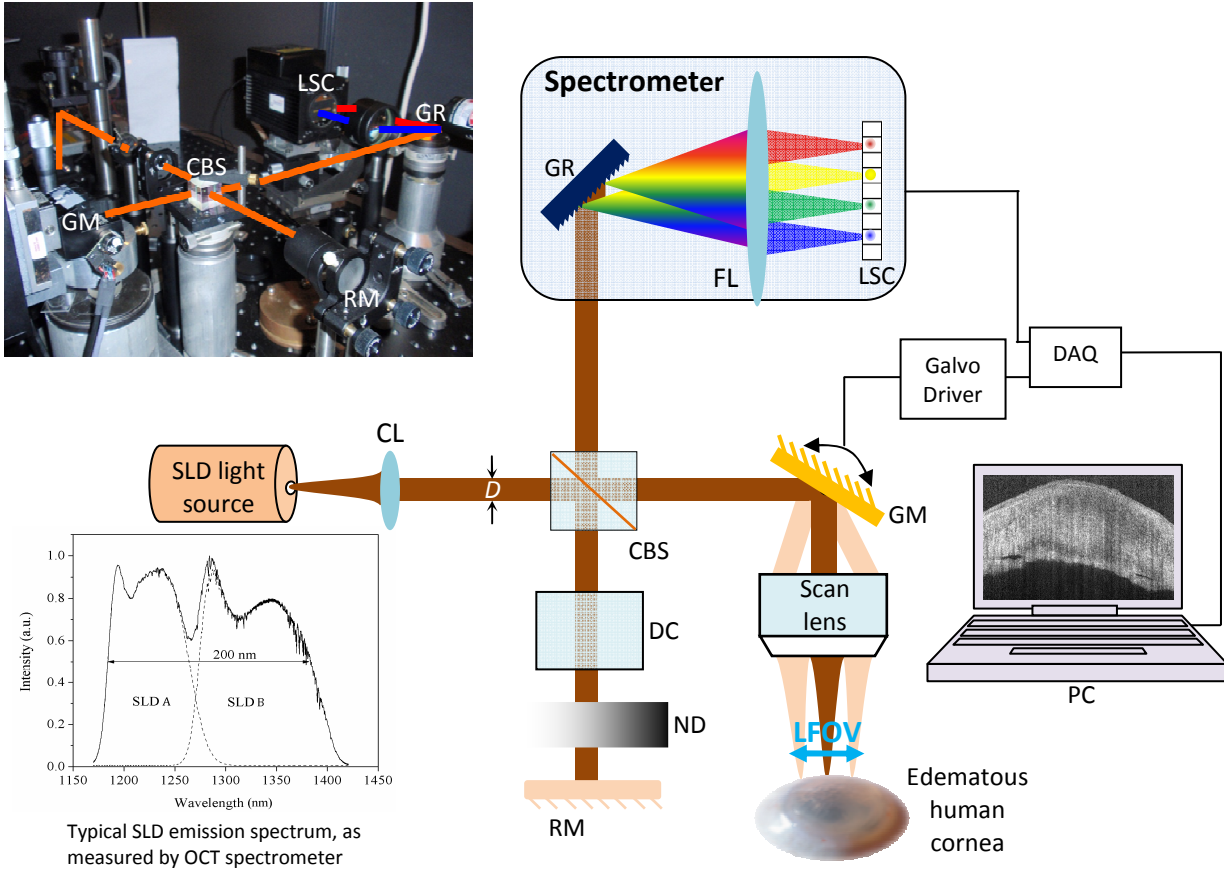 LSC
GR
CBS
GM
RM
Spectrometer
GR
FL
LSC
DAQ
Galvo
Driver
SLD light
source
CL
D
CBS
GM
DC
ND
RM
Scan
lens
LFOV
Edematous
human
cornea
PC
1.0
0.8
0.6
0.4
0.2
0.0
Intensity (a.u.)
200 nm
SLD A
SLD B
1150
1200
1250
1300
1350
1400
1450
Wavelength (nm)
Typical SLD emission spectrum, as
measured by OCT spectrometer